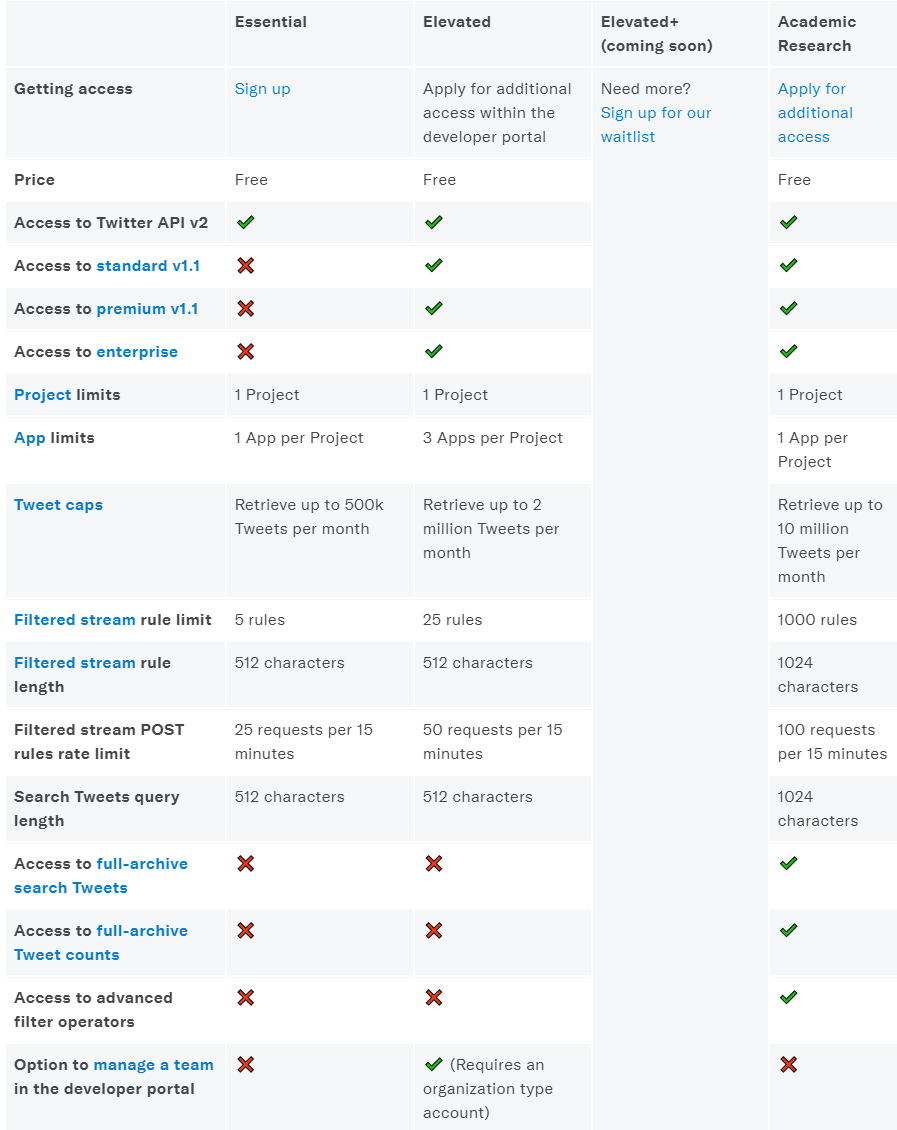 Essential Elevated Elevated+ Academic
(coming soon) Research
Getting access Sign up Apply for additional Need more? Apply for
access within the Sign up for our additional
developer portal waitlist access
Price Free Free Free
Access to Twitter API v2
Access to standard v1.1
Access to premium v1.1
Access to enterprise
Project limits 1 Project 1 Project 1 Project
App limits 1 App per Project 3 Apps per Project 1 App per
Project
Tweet caps Retrieve up to 500k Retrieve up to 2 Retrieve up to
Tweets per month million Tweets per 10 million
month Tweets per
month
Filtered stream rule limit 5 rules 25 rules 1000 rules
Filtered stream rule 512 characters 512 characters 1024
length characters
Filtered stream POST 25 requests per 15 50 requests per 15 100 requests
rules rate limit minutes minutes per 15 minutes
Search Tweets query 512 characters 512 characters 1024
length characters
Access to full-archive
search Tweets
Access to full-archive
Tweet counts
Access to advanced
filter operators
Option to manage a team (Requires an
in the developer portal organization type
account)